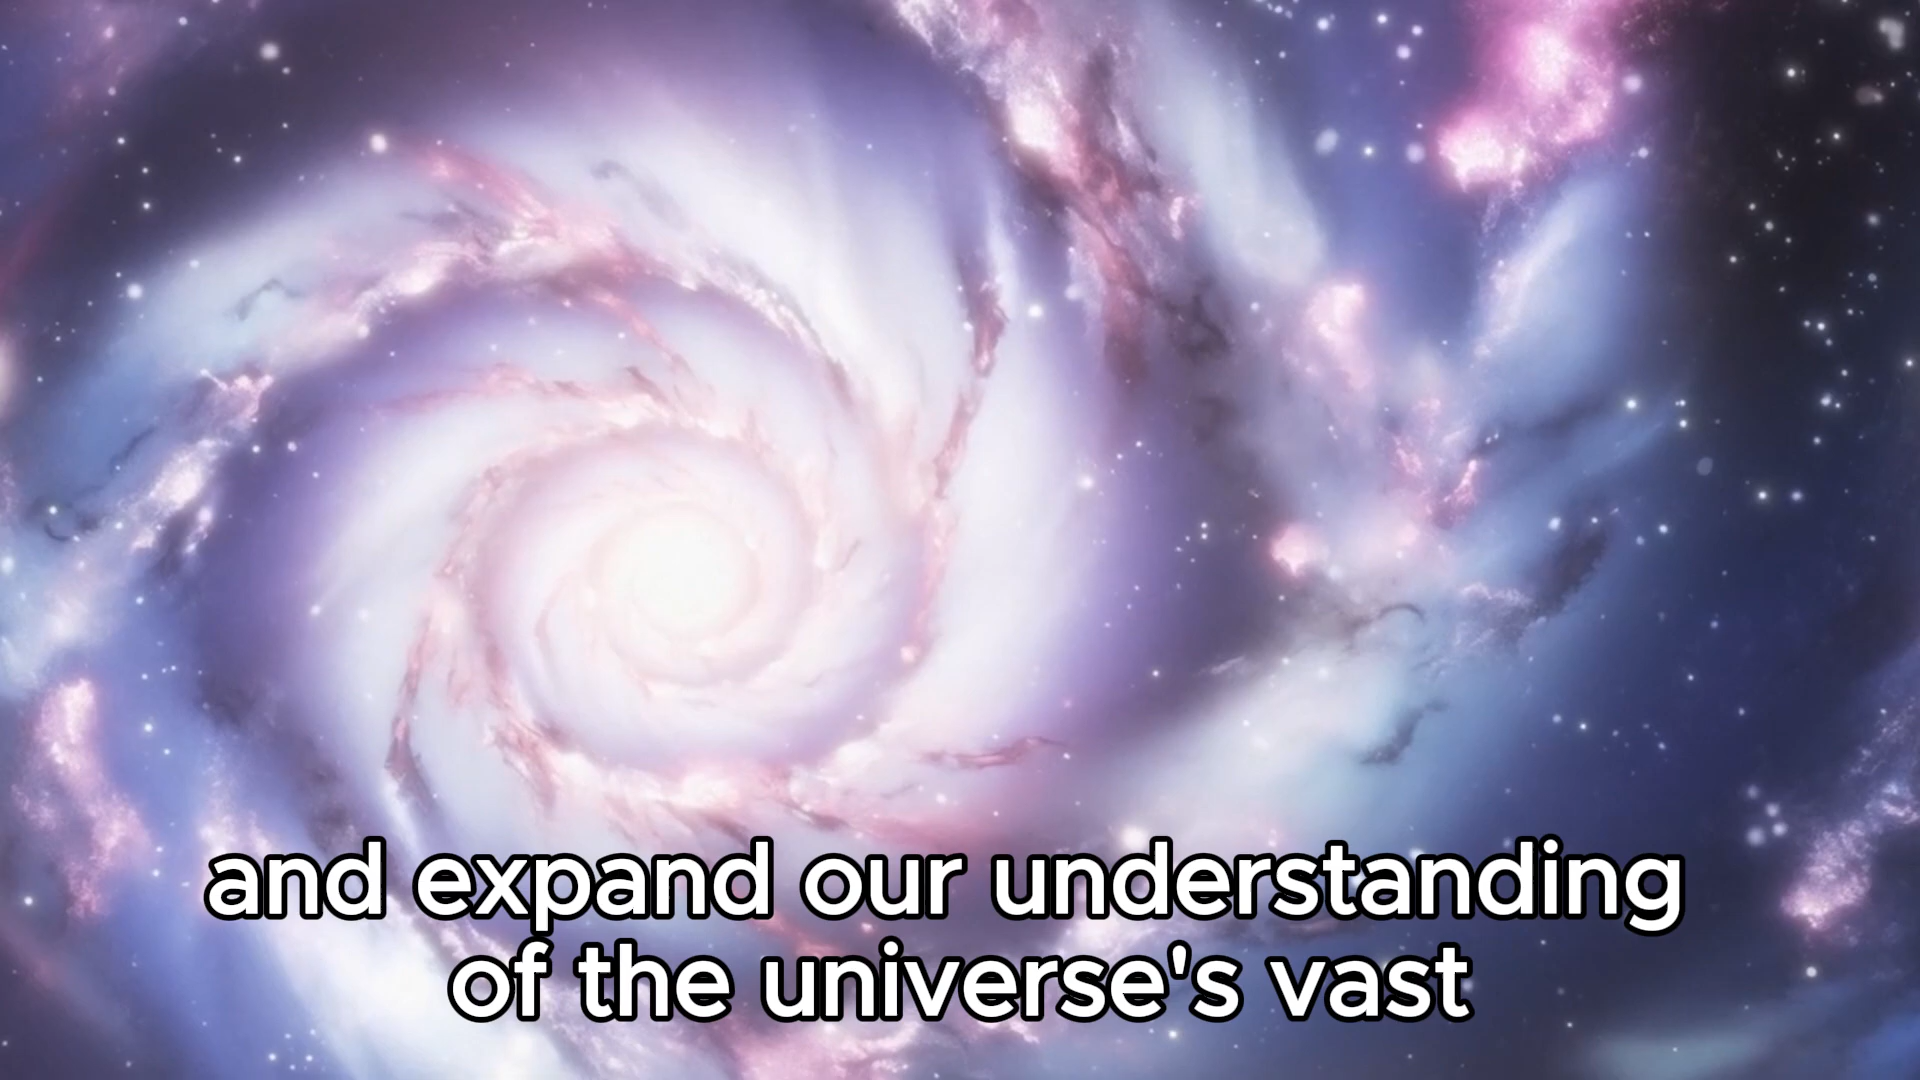 and expand our understanding
of the universe's vast